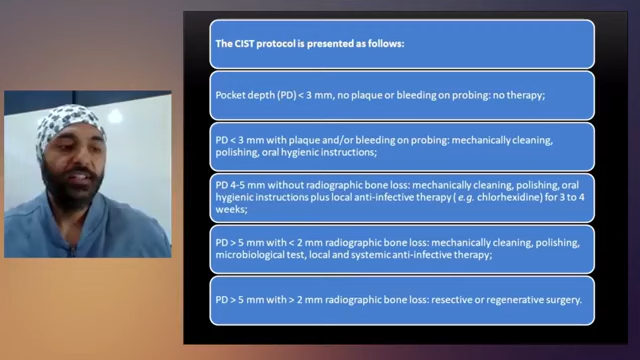 The CIST protocol is presented as follows:
Pocket depth (PD) < 3 mm, no plaque or bleeding on probing: no therapy;
PD < 3 mm with plaque and/or bleeding on probing: mechanically cleaning,
polishing, oral hygienic instructions;
PD 4-5 mm without radiographic bone loss: mechanically cleaning, polishing, oral
hygienic instructions plus local anti-infective therapy ( e.g. chlorhexidine) for 3 to 4
weeks;
PD > 5 mm with < 2 mm radiographic bone loss: mechanically cleaning, polishing,
microbiological test, local and systemic anti-infective therapy;
PD > 5 mm with > 2 mm radiographic bone loss: resective or regenerative surgery.